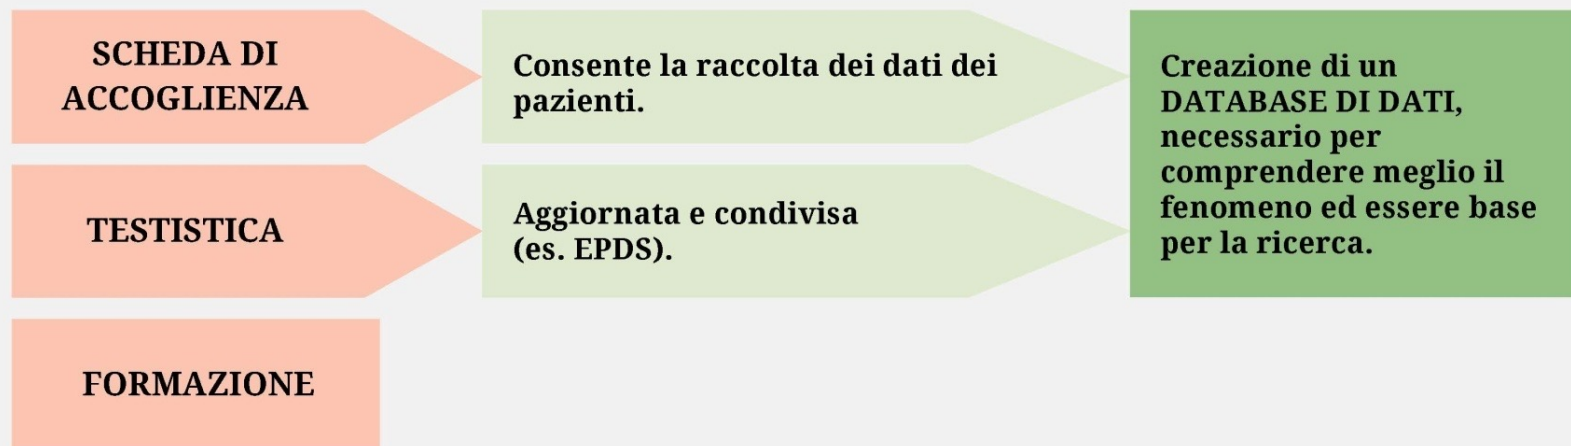 SCHEDA DI
ACCOGLIENZA
Consente la raccolta dei dati dei
pazienti.
Creazione di un
DATABASE DI DATI,
necessario per
comprendere meglio il
fenomeno ed essere base
per la ricerca.
TESTISTICA
Aggiornata e condivisa
(es. EPDS).
FORMAZIONE